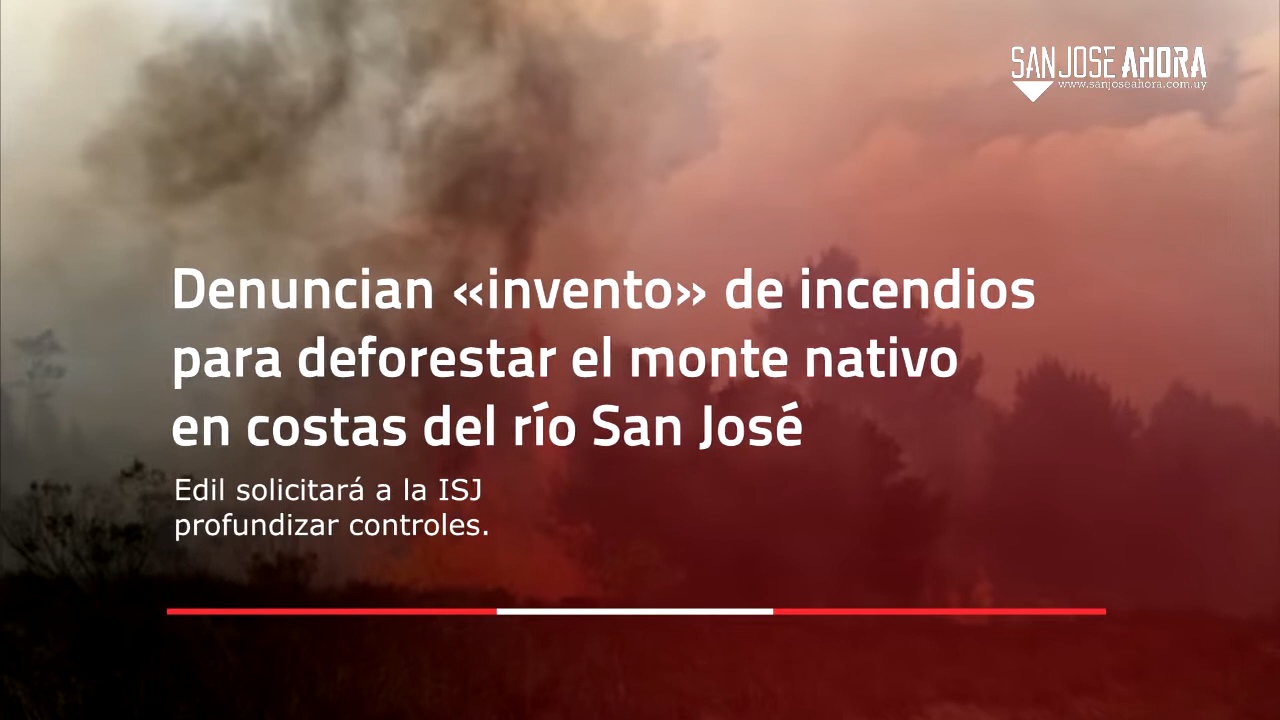 SAN JOSE AHORA
www.sanjoseahora.com.uy
Denuncian «invento» de incendios
para deforestar el monte nativo
en costas del río San José
Edil solicitará a la ISJ
profundizar controles.